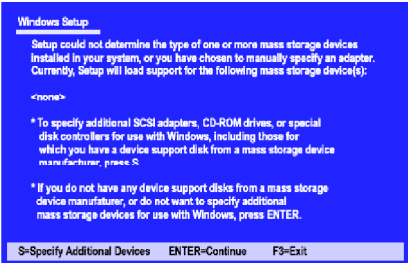 Windows Setup
Setup could not determine the type of one or more mass storage devices
installed in your system, or you have chosen to manually specify an adapter.
Currently, Setup will load support for the following mass storage device(s):
<none>
* To specify additional SCSI adapters, CD-ROM drives, or special
disk controllers for use with Windows, including those for
which you have a device support disk from a mass storage device
manufacturer, press S
* If you do not have any device support disks from a mass storage
device manufaturer, or do not want to specify additional
mass storage devices for use with Windows, press ENTER.
S=Specify Additional Devices ENTER=Continue F3=Exit